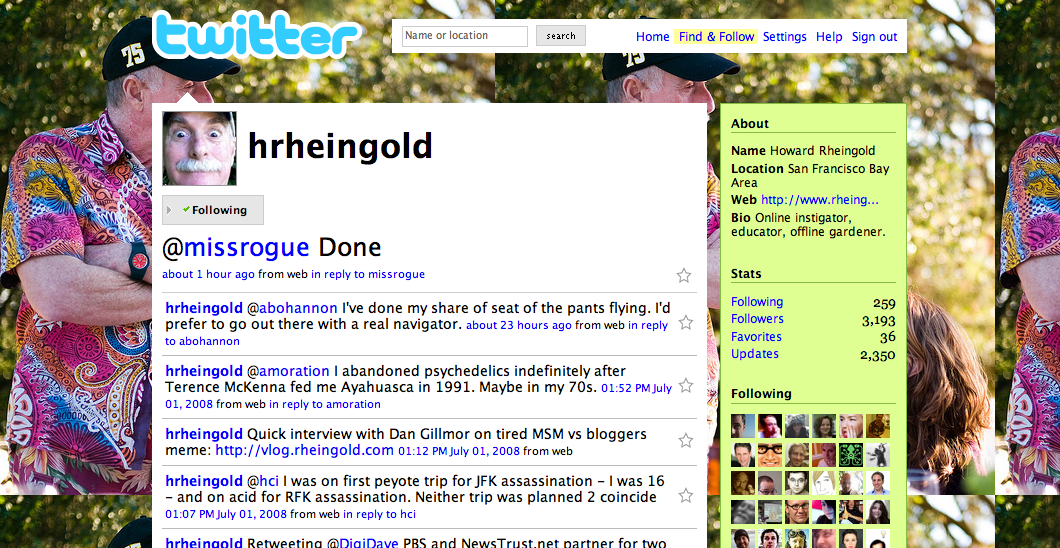 75
75
twitter
Name or location
search
Home Find & Follow Settings Help Sign out
hrheingold
Following
@missrogue Done
about 1 hour ago from web in reply to missrogue
hrheingold @abohannon I've done my share of seat of the pants flying. I'd
prefer to go out there with a real navigator. about 23 hours ago from web in reply
to abohannon
hrheingold @amoration I abandoned psychedelics indefinitely after
Terence McKenna fed me Ayahuasca in 1991. Maybe in my 70s. 01:52 PM July
01, 2008 from web in reply to amoration
hrheingold Quick interview with Dan Gillmor on tired MSM vs bloggers
meme: http://vlog.rheingold.com 01:12 PM July 01, 2008 from web
hrheingold @hci I was on first peyote trip for JFK assassination - I was 16
- and on acid for RFK assassination. Neither trip was planned 2 coincide
01:07 PM July 01, 2008 from web in reply to hci
hrheingold Retweeting @DigiDave PBS and NewsTrust.net partner for two
About
Name Howard Rheingold
Location San Francisco Bay
Area
Web http://www.rheing...
Bio Online instigator,
educator, offline gardener.
Stats
Following 259
Followers 3,193
Favorites 36
Updates 2,350
Following